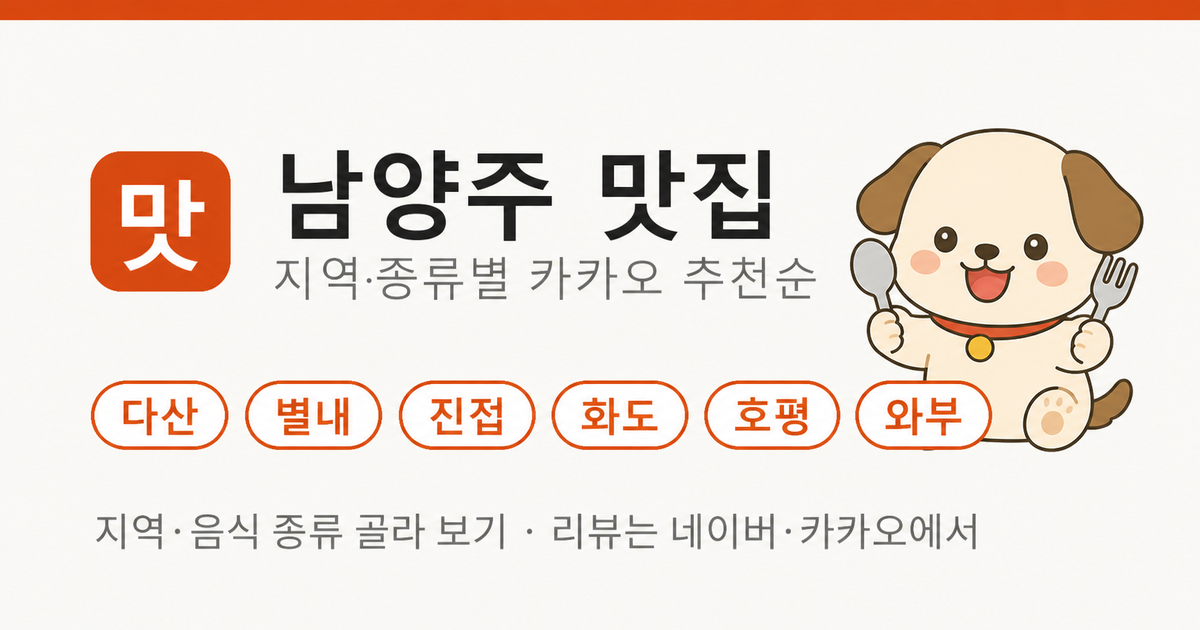 맛
남양주 맛집
지역·종류별 카카오 추천순
다산 별내 진접 화도 호평 와부
지역·음식 종류 골라 보기 · 리뷰는 네이버·카카오에서